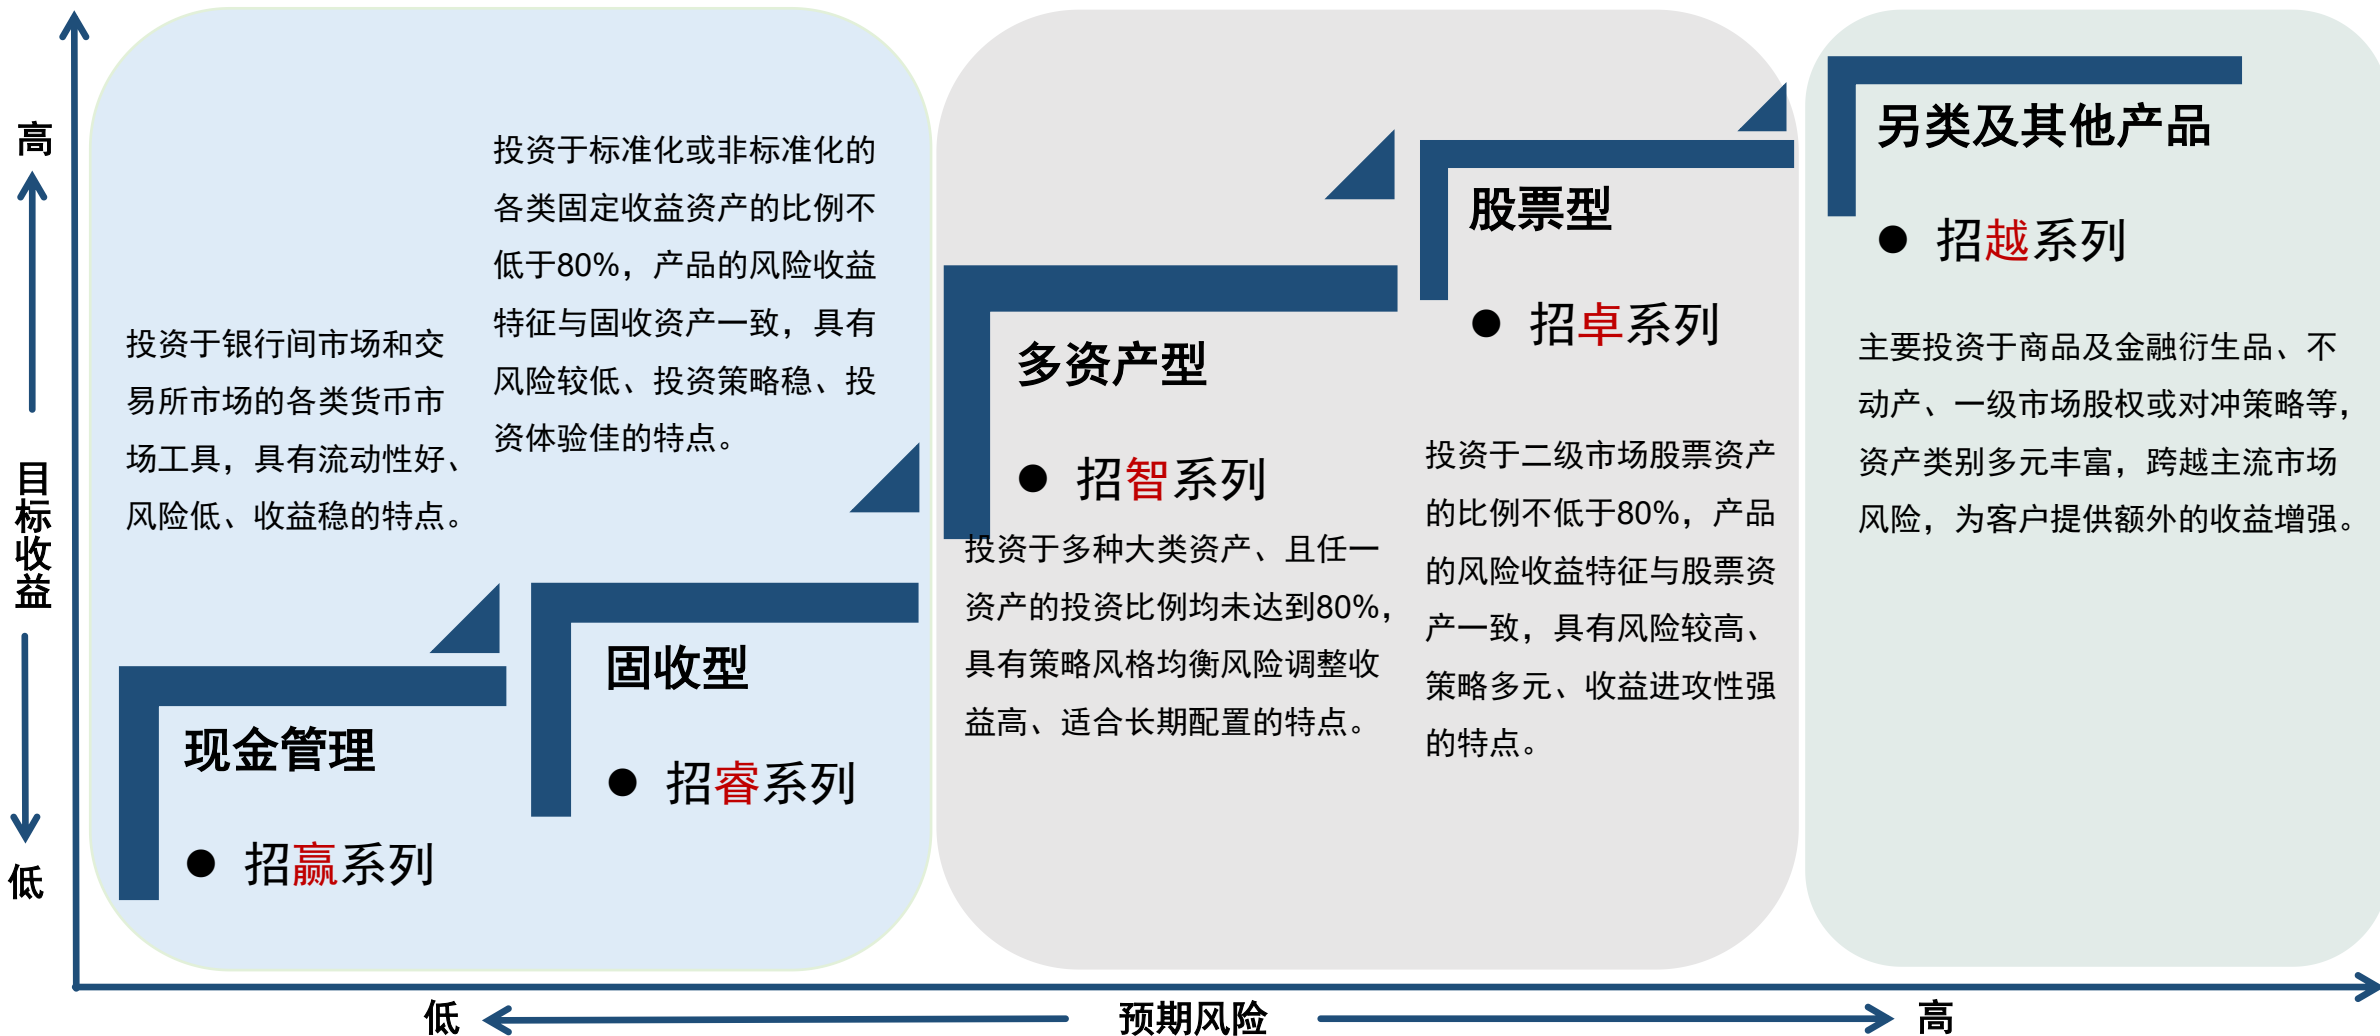 高
目标收益
低
投资于银行间市场和交
易所市场的各类货币市
场工具，具有流动性好、
风险低、收益稳的特点。
现金管理
● 招赢系列
投资于标准化或非标准化的
各类固定收益资产的比例不
低于80%，产品的风险收益
特征与固收资产一致，具有
风险较低、投资策略稳、投
资体验佳的特点。
固收型
● 招睿系列
多资产型
● 招智系列
投资于多种大类资产、且任一
资产的投资比例均未达到80%，
具有策略风格均衡风险调整收
益高、适合长期配置的特点。
股票型
● 招卓系列
投资于二级市场股票资产
的比例不低于80%，产品
的风险收益特征与股票资
产一致，具有风险较高、
策略多元、收益进攻性强
的特点。
另类及其他产品
● 招越系列
主要投资于商品及金融衍生品、不
动产、一级市场股权或对冲策略等，
资产类别多元丰富，跨越主流市场
风险，为客户提供额外的收益增强。
低
预期风险
高